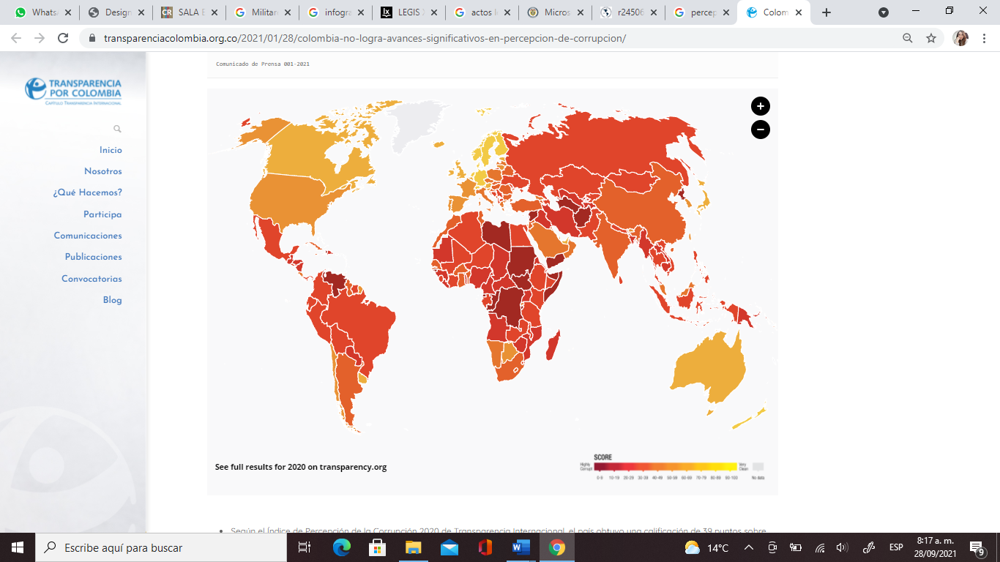 WhatsA
Design
CR SALA E
Militan
infogra
lx LEGIS X
actos l
Micros
r24506
percep
Colom
transparenciacolombia.org.co/2021/01/28/colombia-no-logra-avances-significativos-en-percepcion-de-corrupcion/
Comunicado de Prensa 001-2021
TRANSPARENCIA
POR COLOMBIA
CAPÍTULO TRANSPARENCIA INTERNACIONAL
Inicio
Nosotros
¿Qué Hacemos?
Participa
Comunicaciones
Publicaciones
Convocatorias
Blog
+
−
See full results for 2020 on transparency.org
SCORE
Highly
Corrupt
Very
Clean
0-9 10-19 20-29 30-39 40-49 50-59 60-69 70-79 80-89 90-100 No data
Según el Índice de Percepción de la Corrupción 2020 de Transparencia Internacional, el país obtuvo una calificación de 39 puntos sobre
Escribe aquí para buscar
14°C
ESP
8:17 a. m.
28/09/2021
9